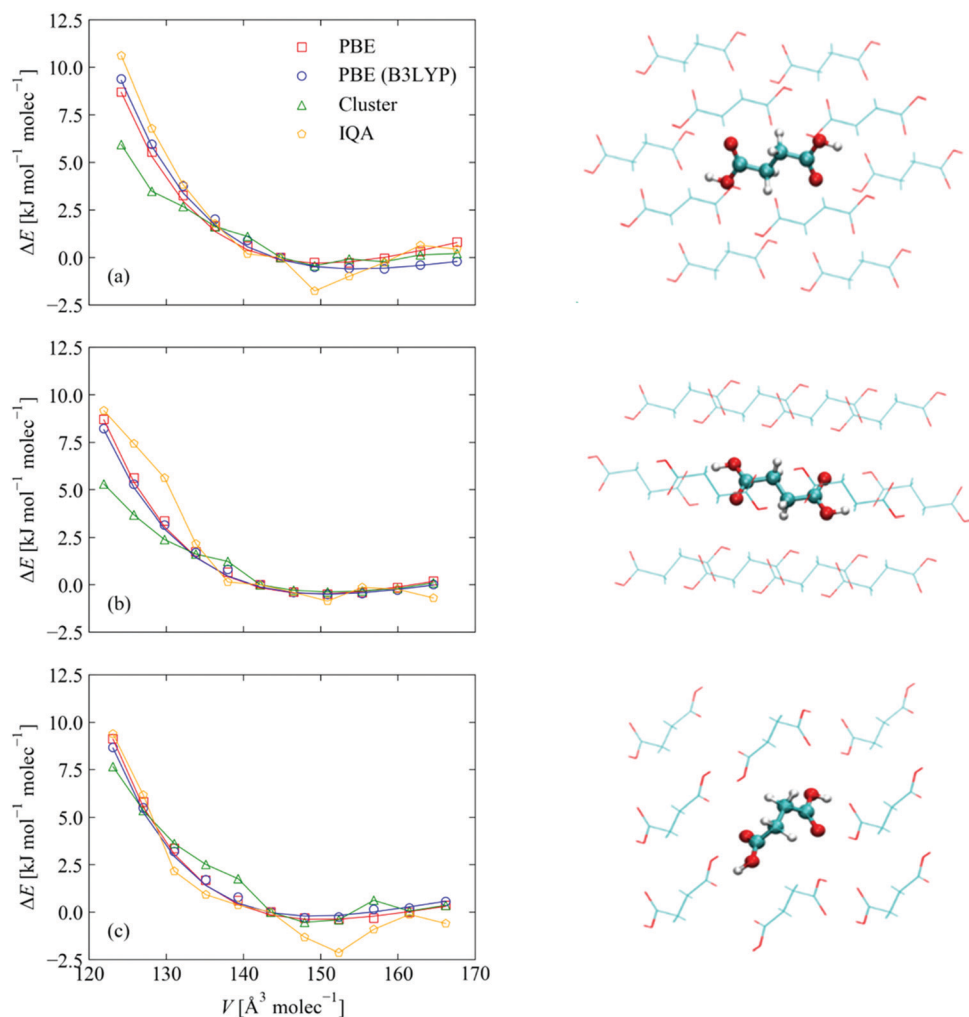 12.5
10.0
7.5
5.0
2.5
0.0
−2.5
ΔE [kJ mol⁻¹ molec⁻¹]
PBE
PBE (B3LYP)
Cluster
IQA
(a)
12.5
10.0
7.5
5.0
2.5
0.0
−2.5
ΔE [kJ mol⁻¹ molec⁻¹]
(b)
12.5
10.0
7.5
5.0
2.5
0.0
−2.5
ΔE [kJ mol⁻¹ molec⁻¹]
(c)
120 130 140 150 160 170
V [Å³ molec⁻¹]